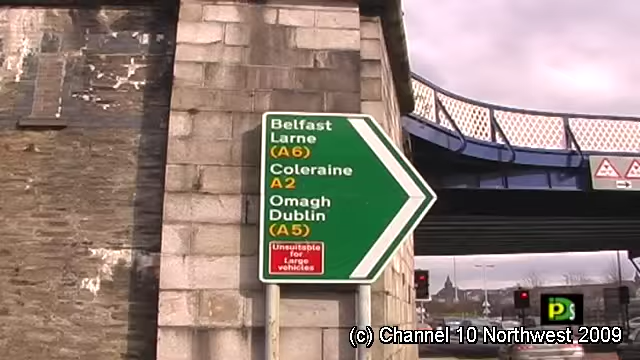 Belfast
Larne
(A6)
Coleraine
A2
Omagh
Dublin
(A5)
Unsuitable
for
Large
vehicles
(c) Channel 10 Northwest 2009